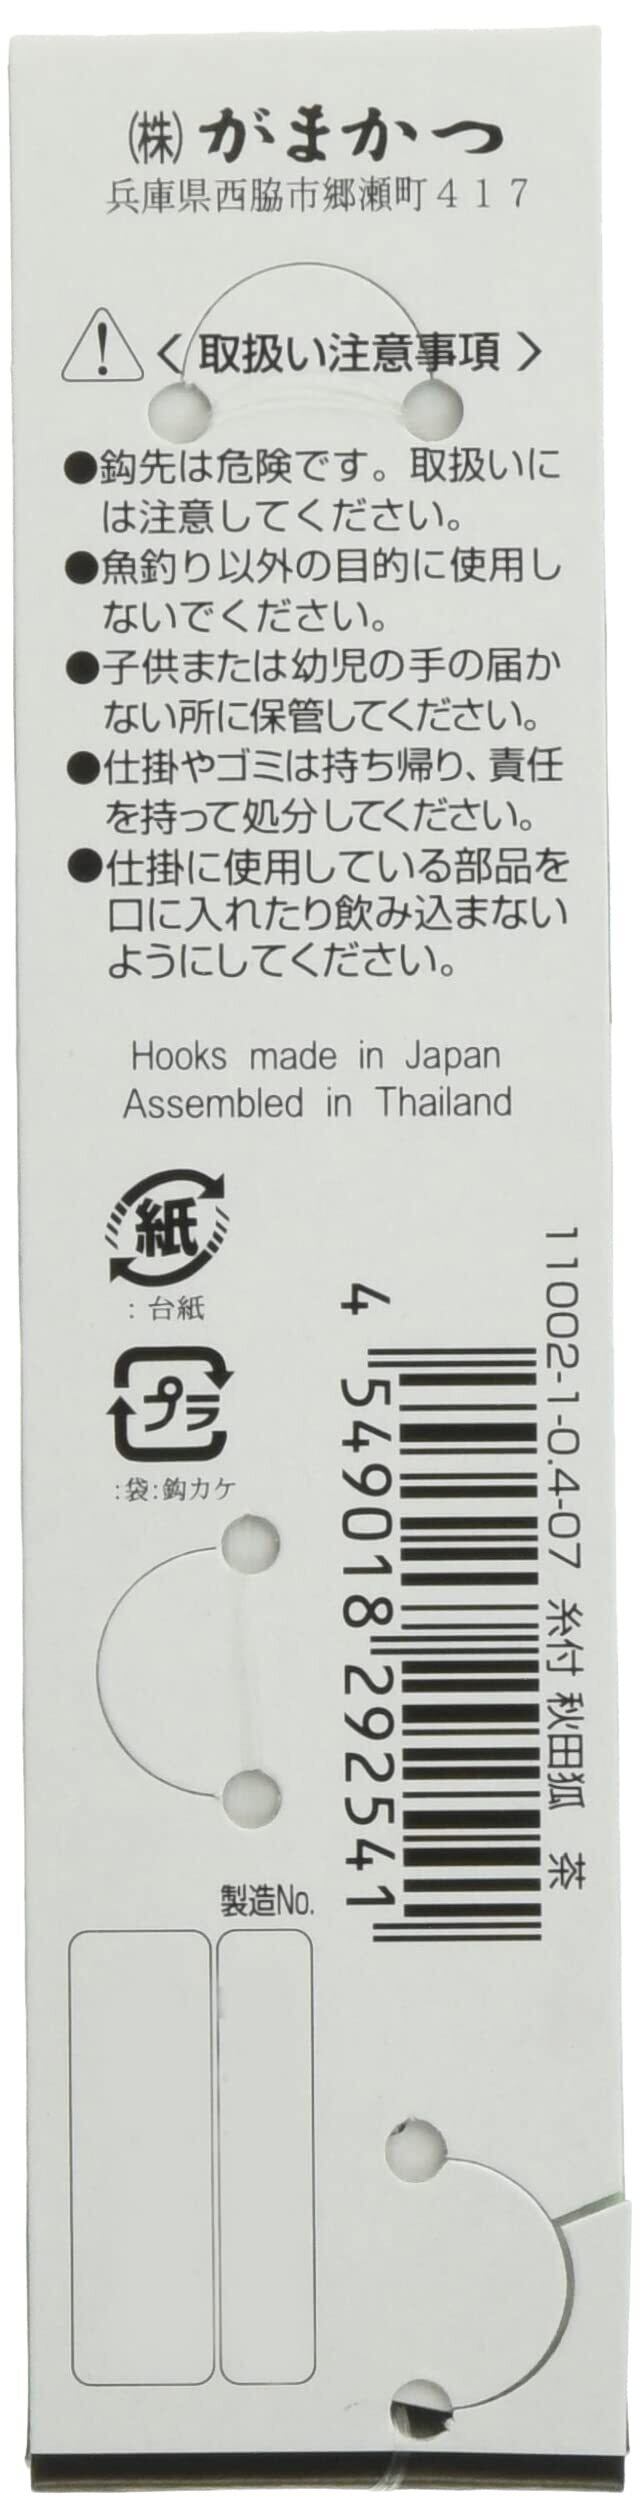 (株)がまかつ
兵庫県西脇市郷瀬町417
<取扱い注意事項>
●鈎先は危険です。取扱いに
は注意してください。
●魚釣り以外の目的に使用し
ないでください。
●子供または幼児の手の届か
ない所に保管してください。
●仕掛やゴミは持ち帰り、責任
を持って処分してください。
●仕掛に使用している部品を
口に入れたり飲み込まない
ようにしてください。
Hooks made in Japan
Assembled in Thailand
紙
:台紙
プラ
:袋:鈎カケ
11002-1-0.4-07 糸付 秋田狐 茶
4 549018 292541
製造No.